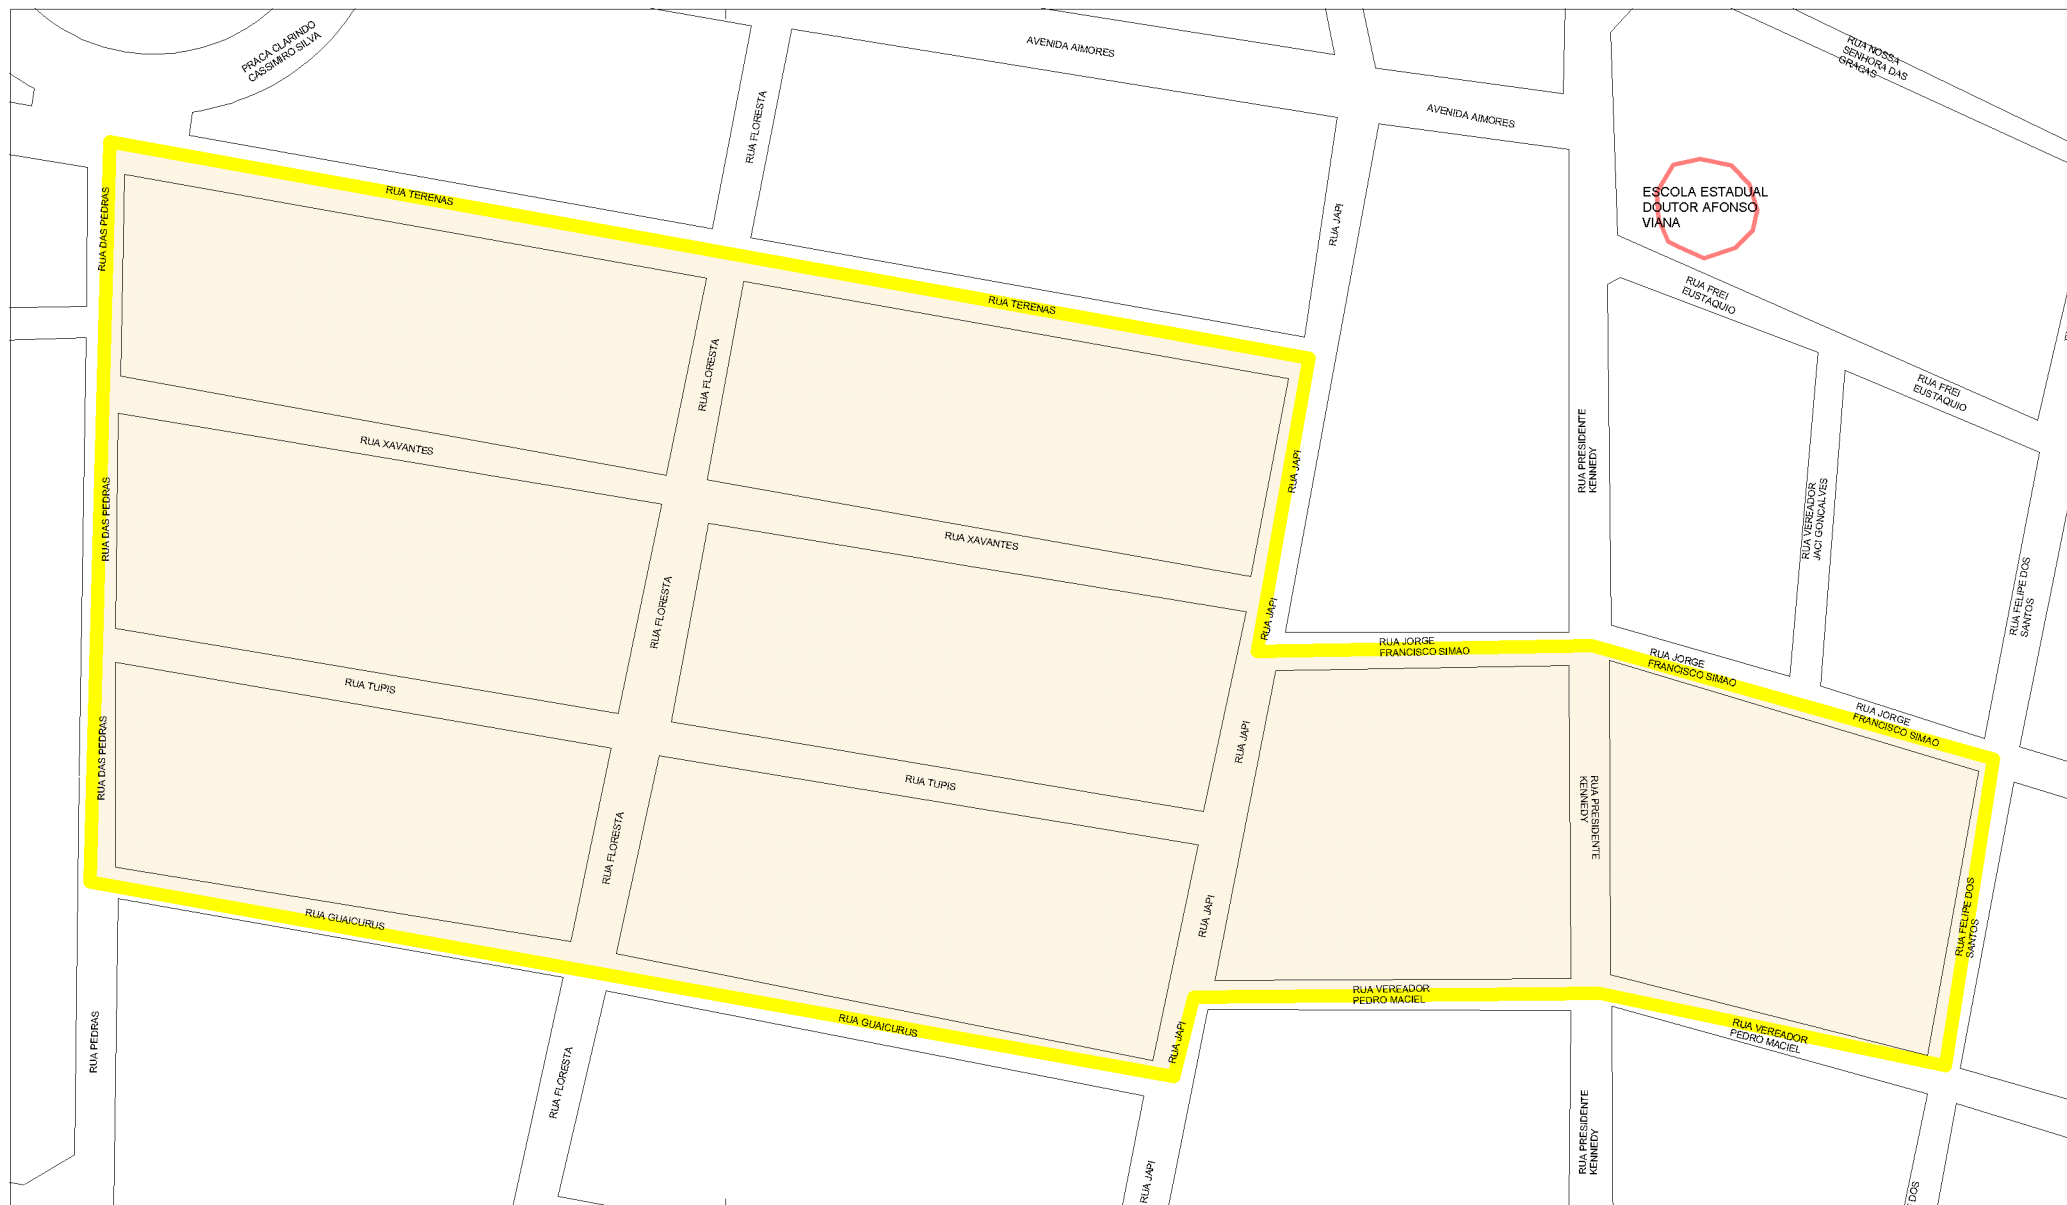 PRACA CLARINDO
CASSIMIRO SILVA
AVENIDA AIMORES
RUA NOSSA
SENHORA DAS
GRACAS
RUA FLORESTA
AVENIDA AIMORES
RUA DAS PEDRAS
RUA TERENAS
RUA JAPI
ESCOLA ESTADUAL
DOUTOR AFONSO
VIANA
RUA TERENAS
RUA FREI
EUSTAQUIO
RUA FLORESTA
RUA FREI
EUSTAQUIO
RUA XAVANTES
RUA JAPI
RUA PRESIDENTE
KENNEDY
RUA DAS PEDRAS
RUA XAVANTES
RUA VEREADOR
JACI GONCALVES
RUA FLORESTA
RUA JAPI
RUA FELIPE DOS
SANTOS
RUA JORGE
FRANCISCO SIMAO
RUA JORGE
FRANCISCO SIMAO
RUA TUPIS
RUA JORGE
FRANCISCO SIMAO
RUA DAS PEDRAS
RUA JAPI
RUA TUPIS
RUA PRESIDENTE
KENNEDY
RUA FLORESTA
RUA GUAICURUS
RUA JAPI
RUA FELIPE DOS
SANTOS
RUA VEREADOR
PEDRO MACIEL
RUA GUAICURUS
RUA JAPI
RUA VEREADOR
PEDRO MACIEL
RUA PEDRAS
RUA FLORESTA
RUA PRESIDENTE
KENNEDY
RUA JAPI
DOS